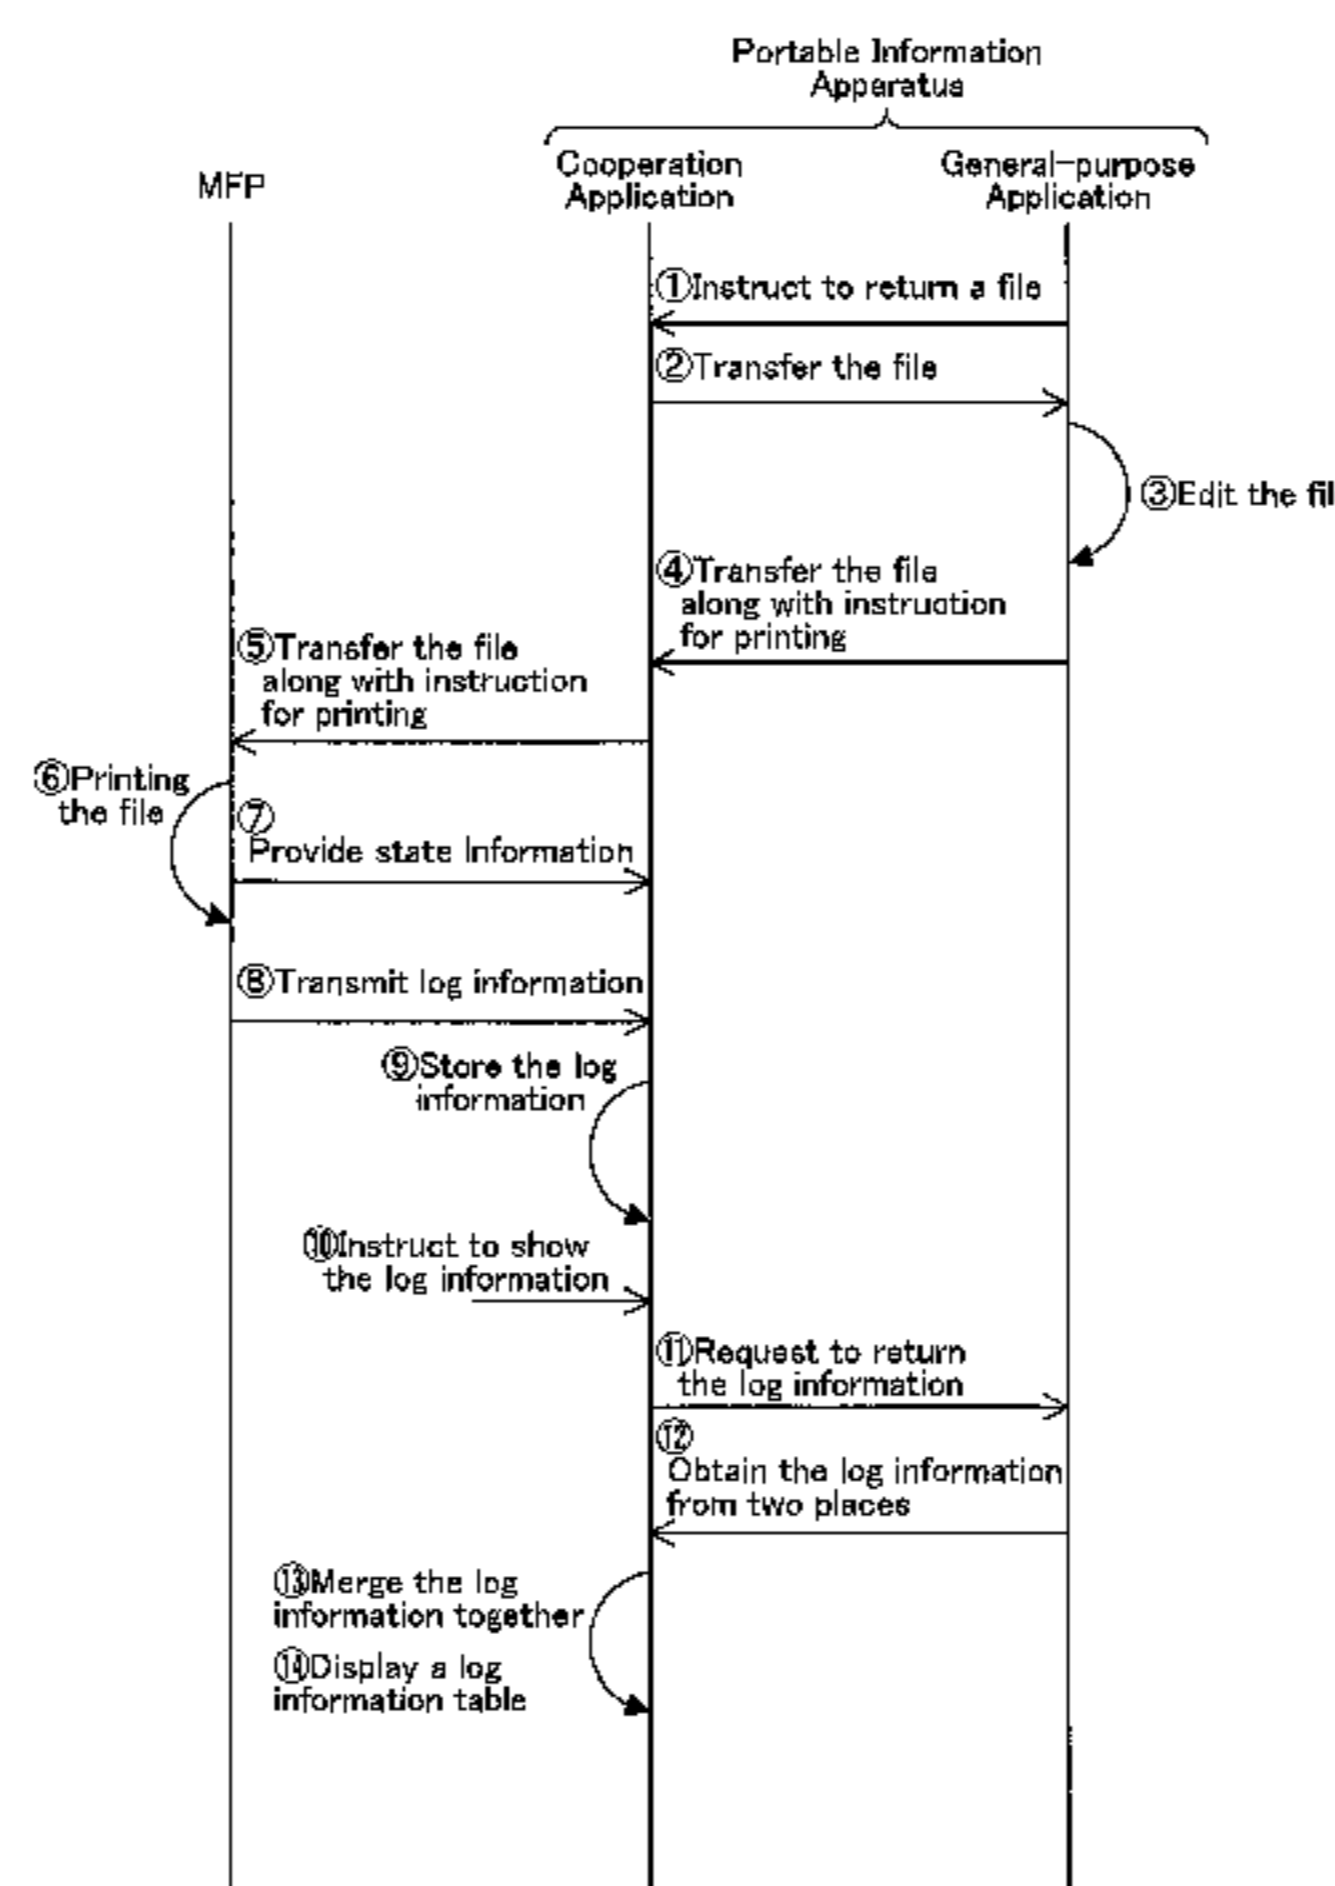 Portable Information
Apparatus
Cooperation
Application
General-purpose
Application
MFP
①Instruct to return a file
②Transfer the file
③Edit the fil
④Transfer the file
along with instruction
for printing
⑤Transfer the file
along with instruction
for printing
⑥Printing
the file
⑦
Provide state Information
⑧Transmit log information
⑨Store the log
information
⑩Instruct to show
the log information
⑪Request to return
the log information
⑫
Obtain the log information
from two places
⑬Merge the log
information together
⑭Display a log
information table